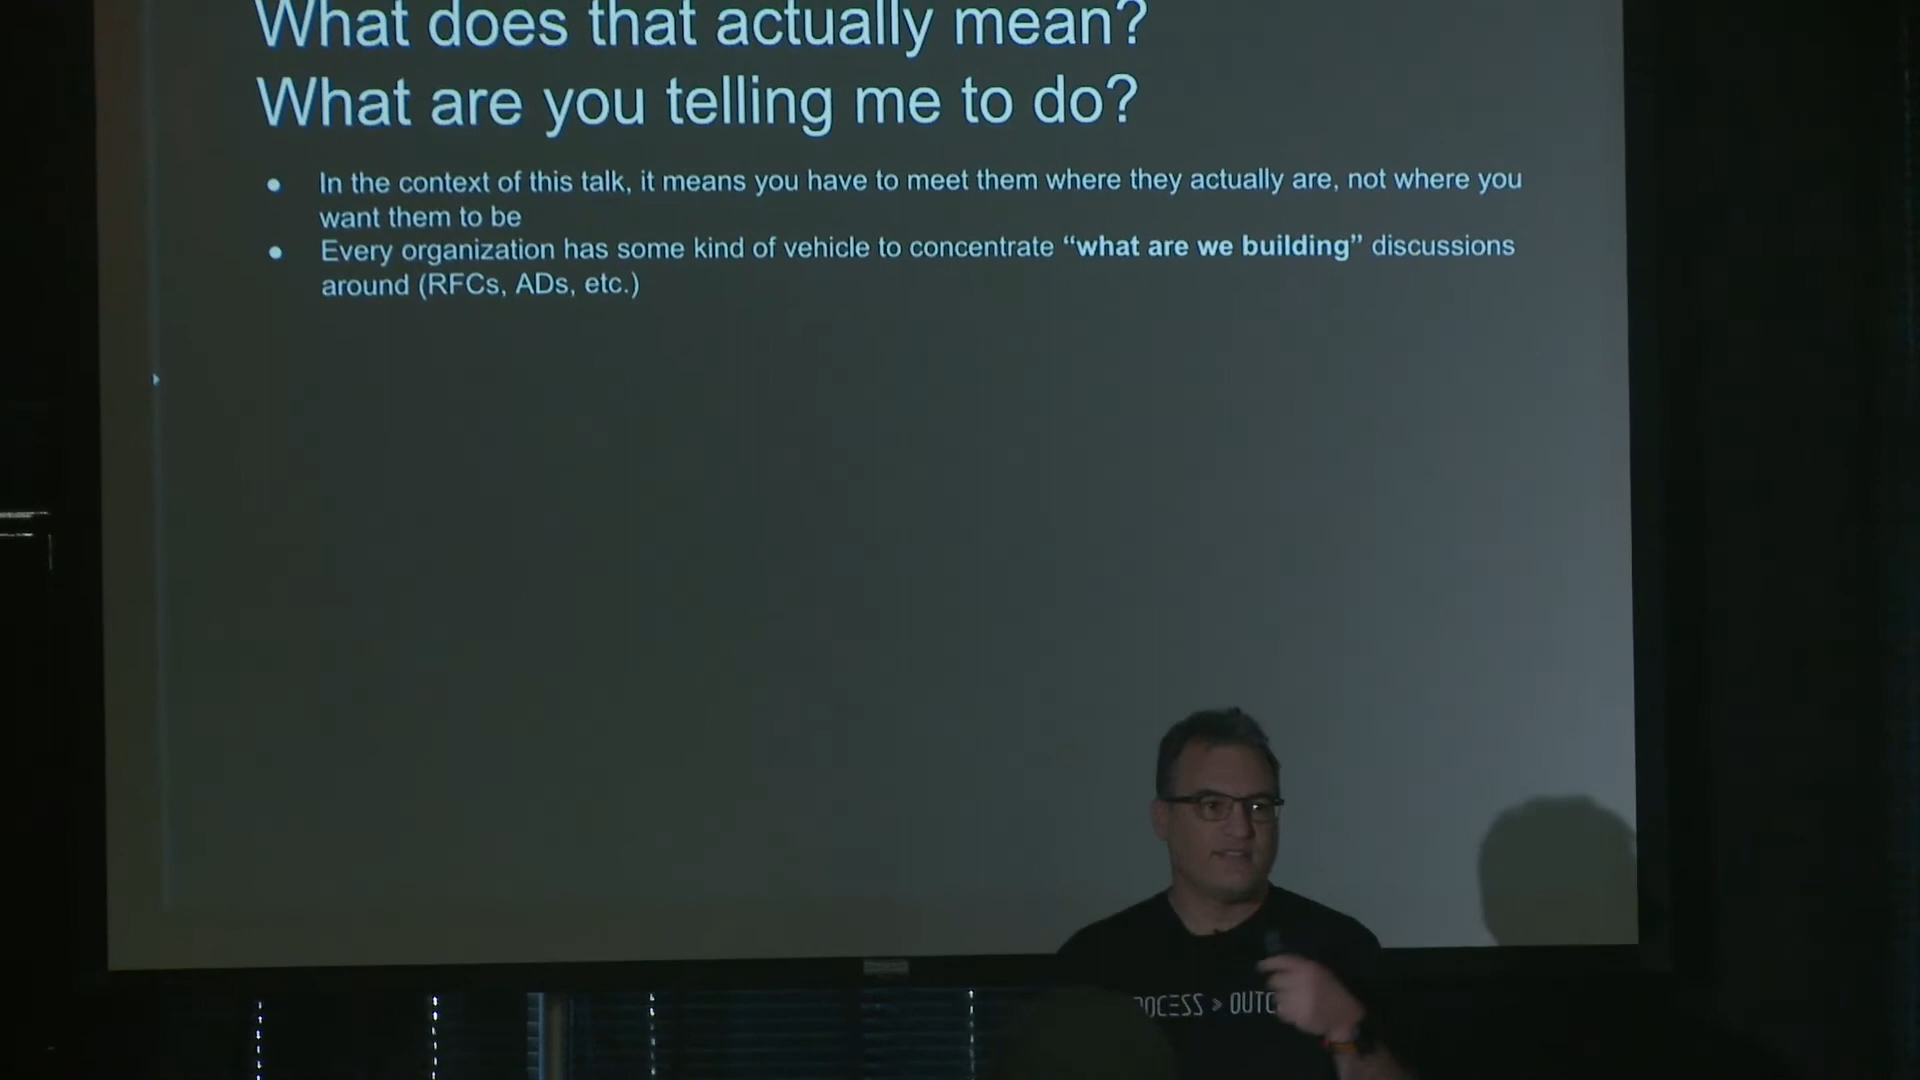 What does that actually mean?
What are you telling me to do?
● In the context of this talk, it means you have to meet them where they actually are, not where you
want them to be
● Every organization has some kind of vehicle to concentrate “what are we building” discussions
around (RFCs, ADs, etc.)
OCESS > OUTC